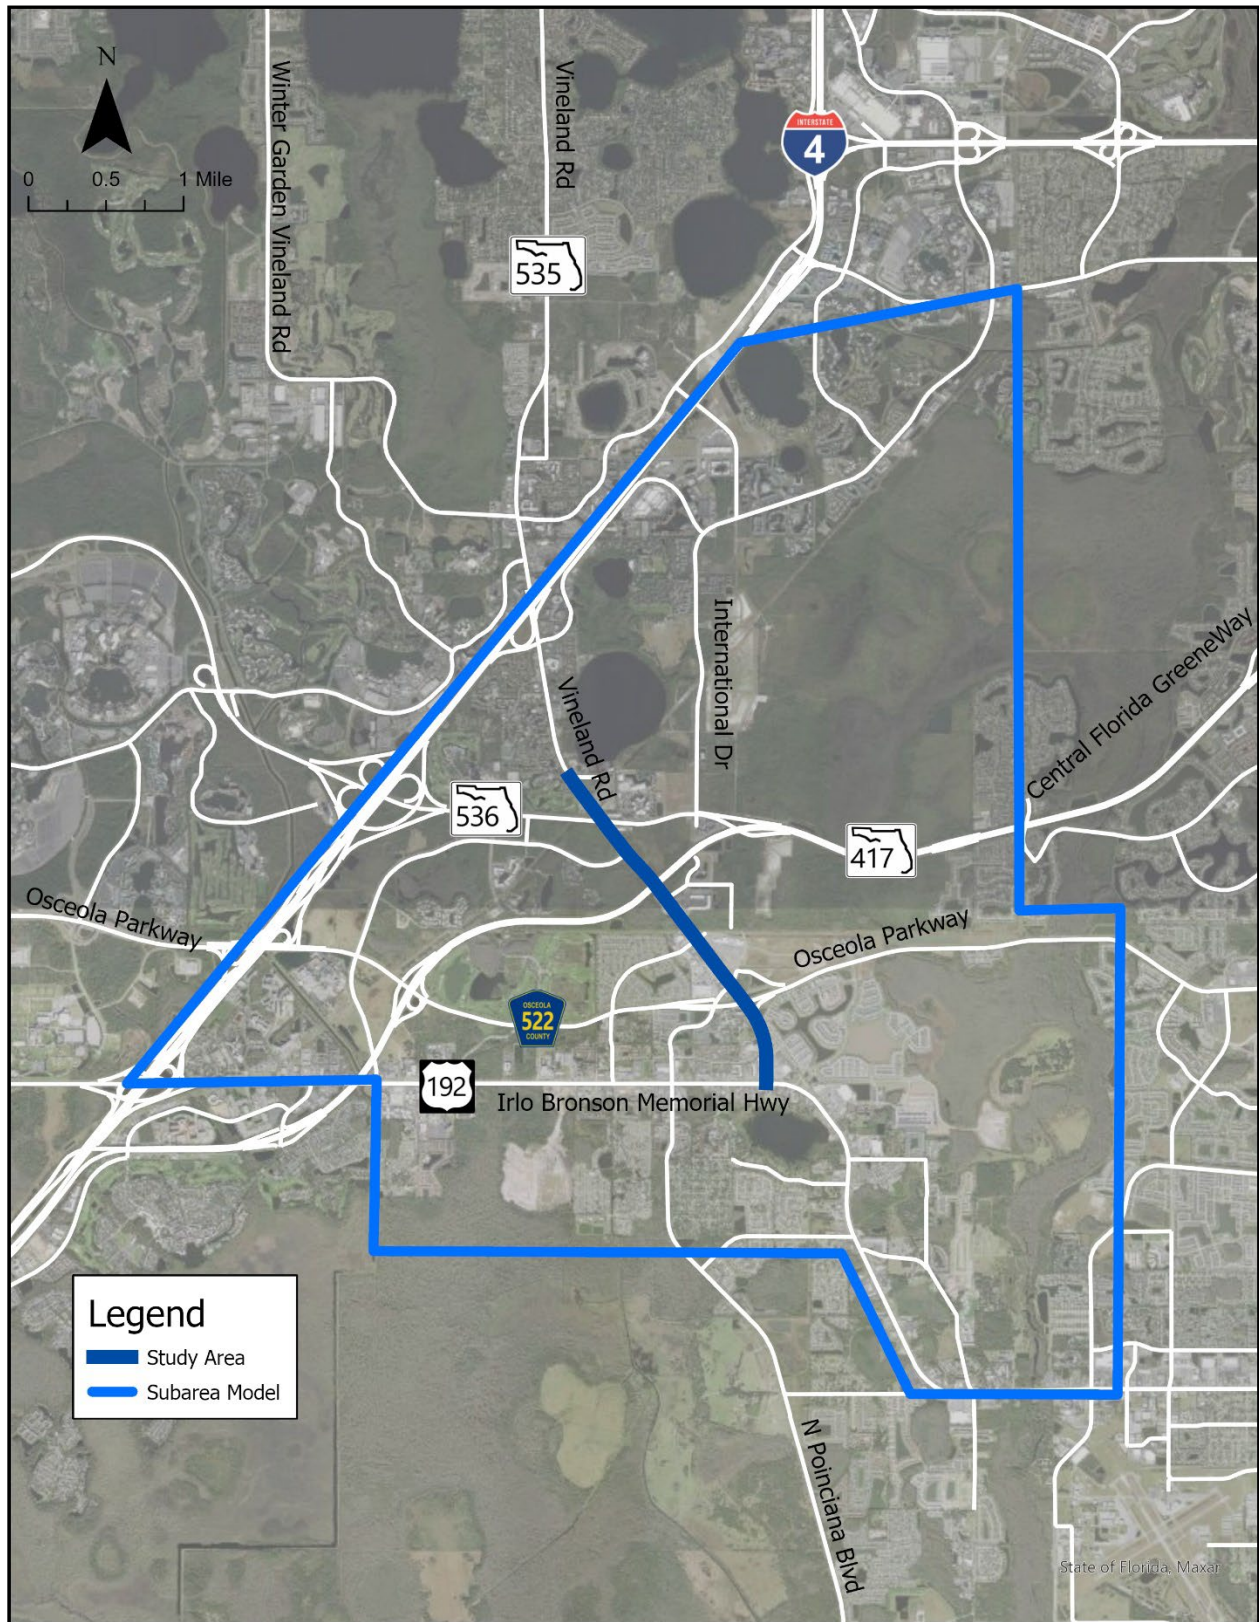 N
0 0.5 1 Mile
Winter Garden Vineland Rd
Vineland Rd
INTERSTATE
4
535
International Dr
Vineland Rd
Central Florida GreeneWay
536
417
Osceola Parkway
Osceola Parkway
OSCEOLA
522
COUNTY
192
Irlo Bronson Memorial Hwy
Legend
Study Area
Subarea Model
N Poinciana Blvd
State of Florida, Maxar